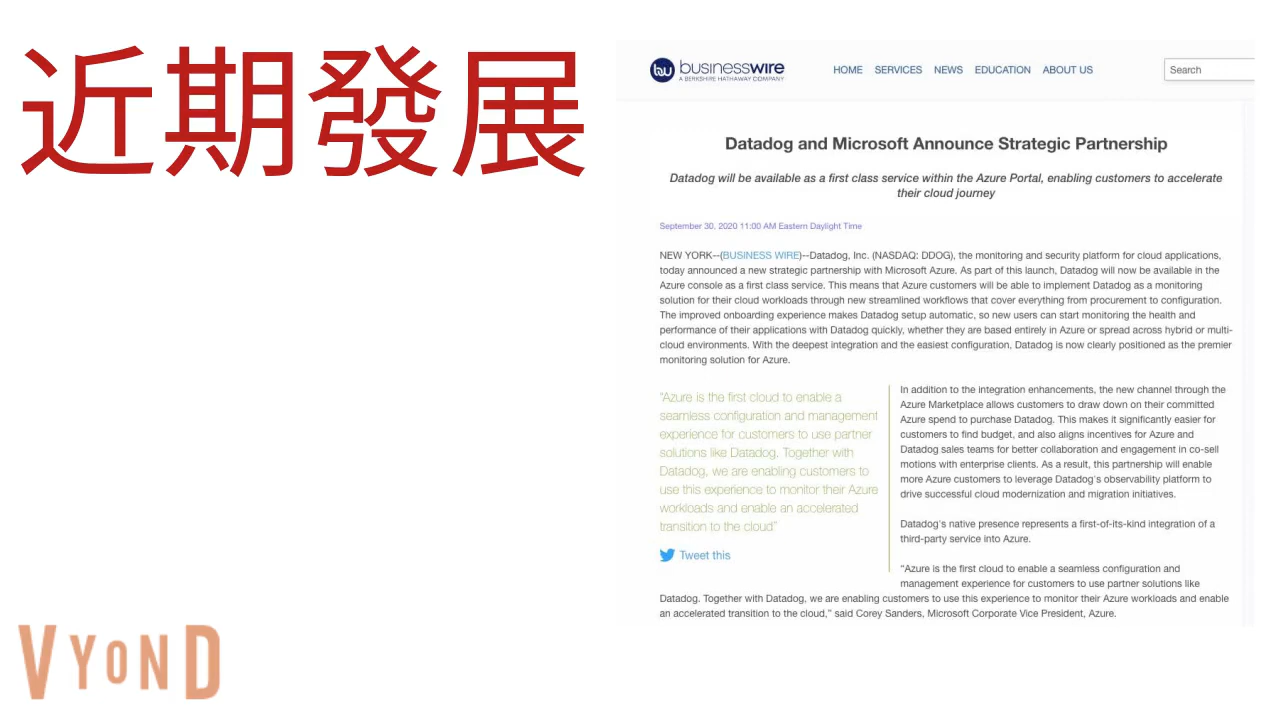 近期發展
businesswire
A BERKSHIRE HATHAWAY COMPANY
HOME SERVICES NEWS EDUCATION ABOUT US
Search
Datadog and Microsoft Announce Strategic Partnership
Datadog will be available as a first class service within the Azure Portal, enabling customers to accelerate
their cloud journey
September 30, 2020 11:00 AM Eastern Daylight Time
NEW YORK--(BUSINESS WIRE)--Datadog, Inc. (NASDAQ: DDOG), the monitoring and security platform for cloud applications,
today announced a new strategic partnership with Microsoft Azure. As part of this launch, Datadog will now be available in the
Azure console as a first class service. This means that Azure customers will be able to implement Datadog as a monitoring
solution for their cloud workloads through new streamlined workflows that cover everything from procurement to configuration.
The improved onboarding experience makes Datadog setup automatic, so new users can start monitoring the health and
performance of their applications with Datadog quickly, whether they are based entirely in Azure or spread across hybrid or multi-
cloud environments. With the deepest integration and the easiest configuration, Datadog is now clearly positioned as the premier
monitoring solution for Azure.
"Azure is the first cloud to enable a
seamless configuration and management
experience for customers to use partner
solutions like Datadog. Together with
Datadog, we are enabling customers to
use this experience to monitor their Azure
workloads and enable an accelerated
transition to the cloud"
Tweet this
In addition to the integration enhancements, the new channel through the
Azure Marketplace allows customers to draw down on their committed
Azure spend to purchase Datadog. This makes it significantly easier for
customers to find budget, and also aligns incentives for Azure and
Datadog sales teams for better collaboration and engagement in co-sell
motions with enterprise clients. As a result, this partnership will enable
more Azure customers to leverage Datadog's observability platform to
drive successful cloud modernization and migration initiatives.
Datadog's native presence represents a first-of-its-kind integration of a
third-party service into Azure.
"Azure is the first cloud to enable a seamless configuration and
management experience for customers to use partner solutions like
Datadog. Together with Datadog, we are enabling customers to use this experience to monitor their Azure workloads and enable
an accelerated transition to the cloud," said Corey Sanders, Microsoft Corporate Vice President, Azure.
VYOND